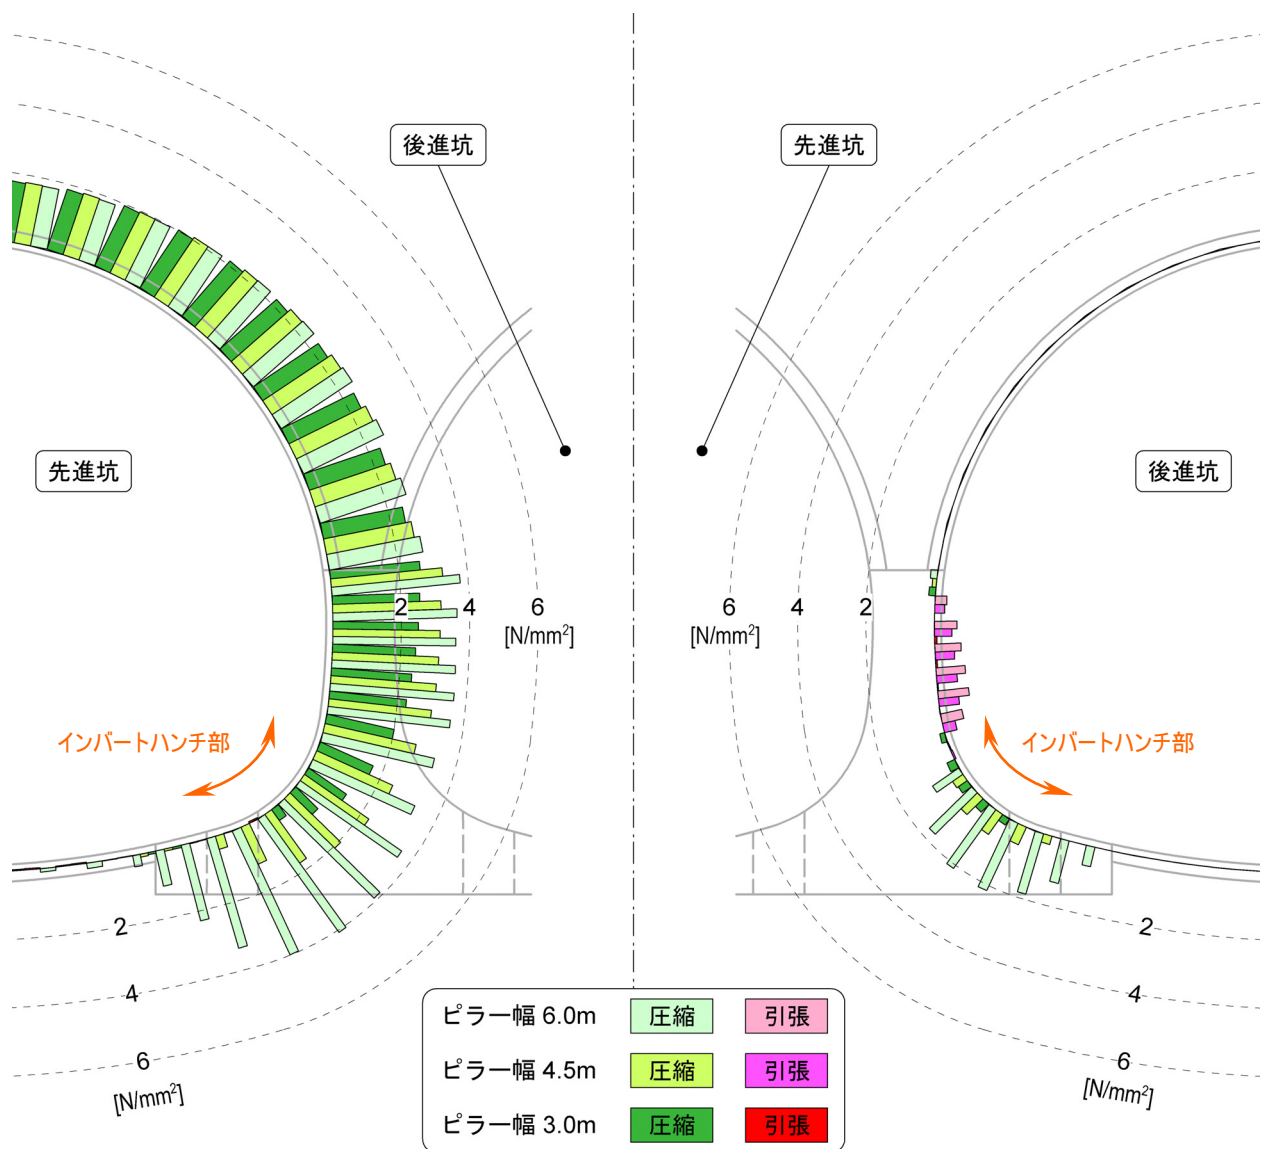 後進坑
先進坑
先進坑
後進坑
2
4
6
[N/mm²]
6
4
2
[N/mm²]
インバートハンチ部
インバートハンチ部
2
4
6
[N/mm²]
2
4
6
[N/mm²]
ピラー幅 6.0m 圧縮 引張
ピラー幅 4.5m 圧縮 引張
ピラー幅 3.0m 圧縮 引張